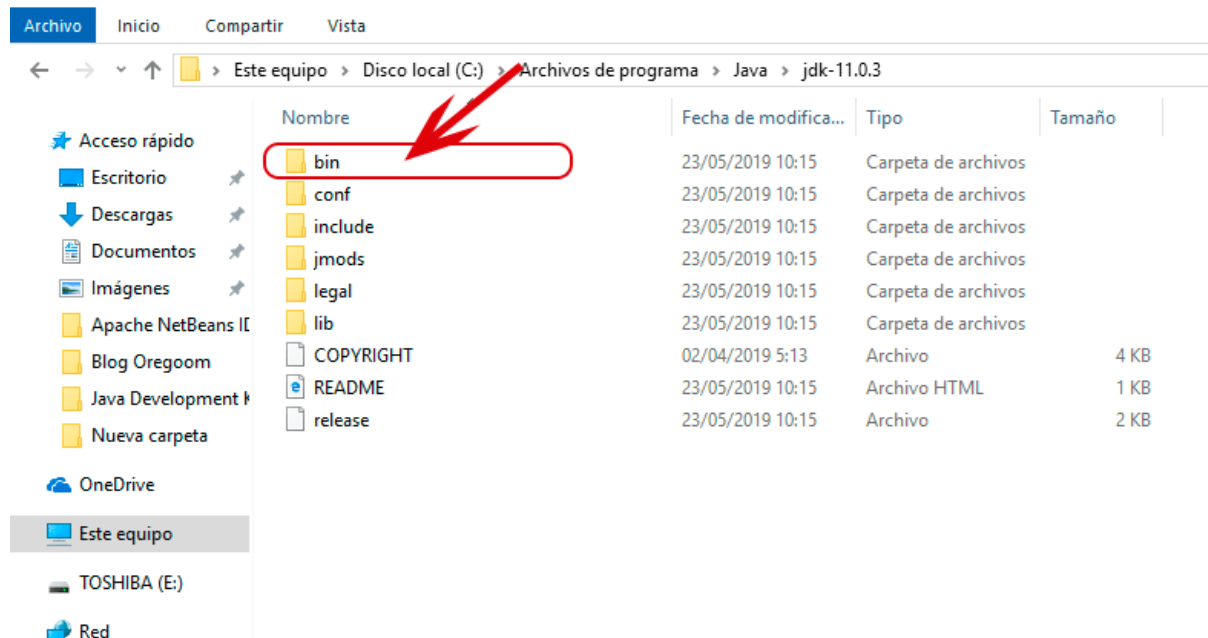 Archivo Inicio Compartir Vista
Este equipo > Disco local (C:) > Archivos de programa > Java > jdk-11.0.3
Nombre Fecha de modifica... Tipo Tamaño
Acceso rápido
Escritorio
Descargas
Documentos
Imágenes
Apache NetBeans ID
Blog Oregoom
Java Development K
Nueva carpeta
OneDrive
Este equipo
TOSHIBA (E:)
Red
bin 23/05/2019 10:15 Carpeta de archivos
conf 23/05/2019 10:15 Carpeta de archivos
include 23/05/2019 10:15 Carpeta de archivos
jmods 23/05/2019 10:15 Carpeta de archivos
legal 23/05/2019 10:15 Carpeta de archivos
lib 23/05/2019 10:15 Carpeta de archivos
COPYRIGHT 02/04/2019 5:13 Archivo 4 KB
README 23/05/2019 10:15 Archivo HTML 1 KB
release 23/05/2019 10:15 Archivo 2 KB